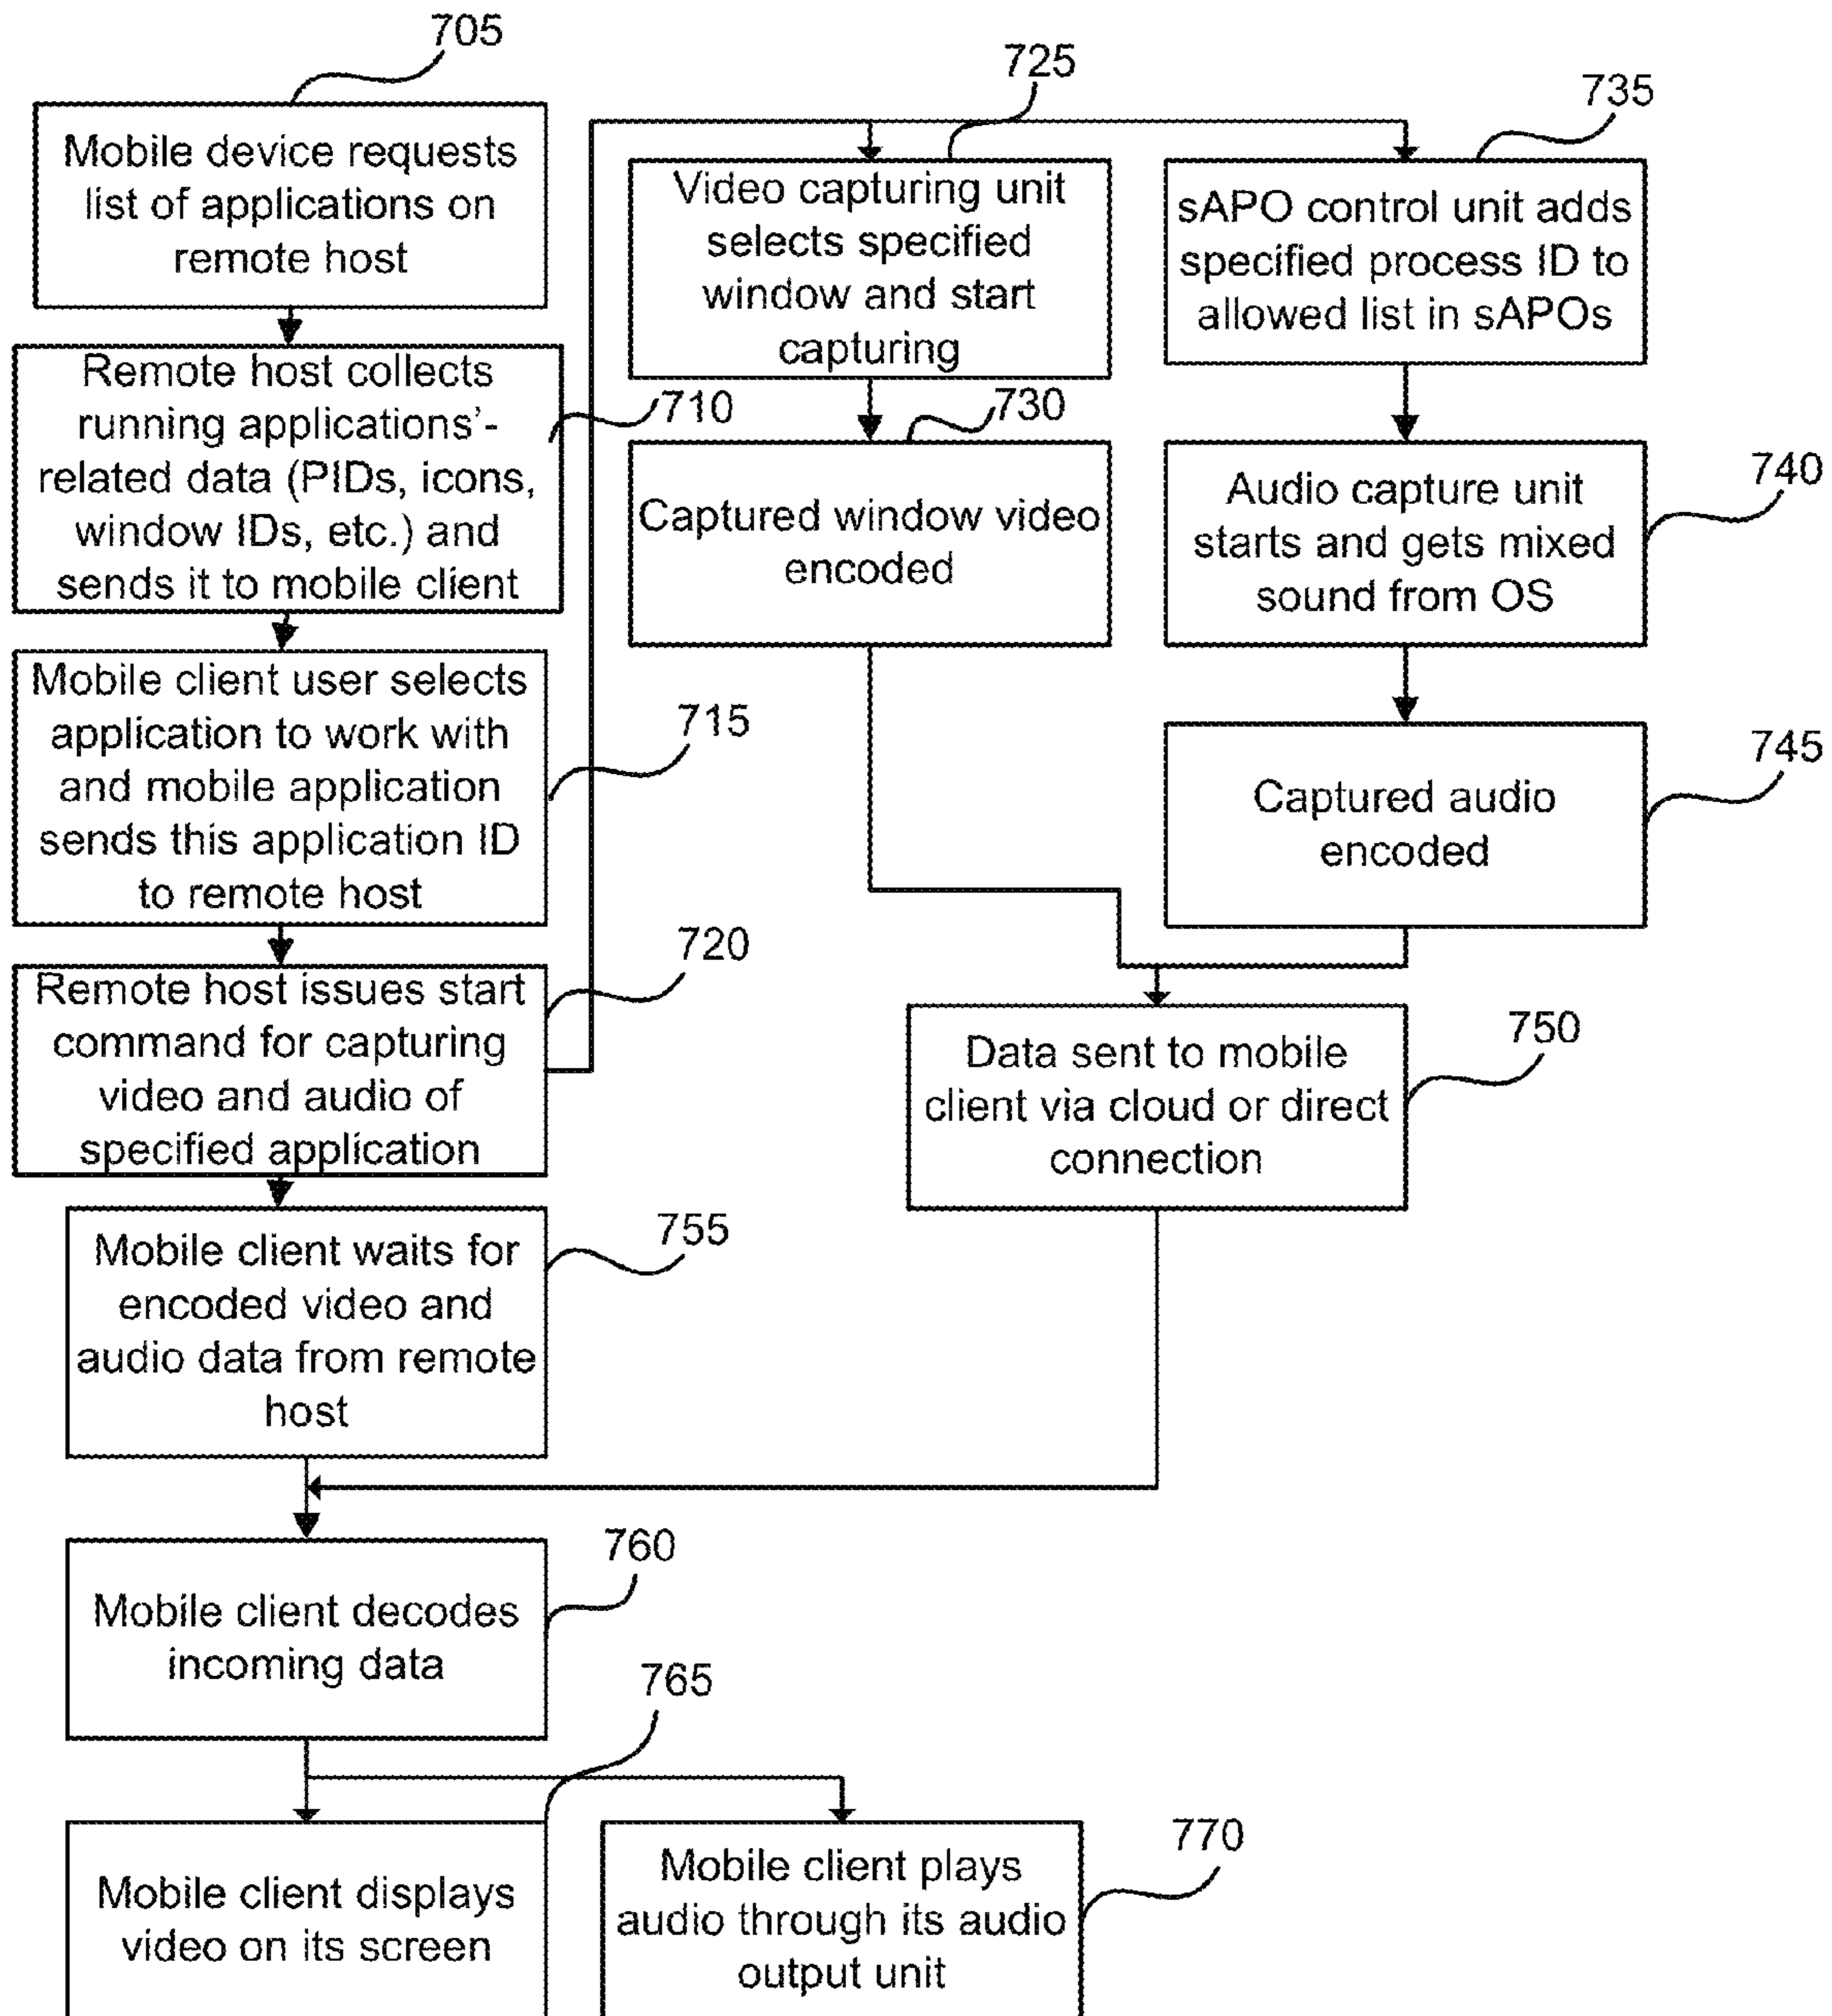 705
Mobile device requests
list of applications on
remote host
710
Remote host collects
running applications'-
related data (PIDs, icons,
window IDs, etc.) and
sends it to mobile client
715
Mobile client user selects
application to work with
and mobile application
sends this application ID
to remote host
720
Remote host issues start
command for capturing
video and audio of
specified application
725
Video capturing unit
selects specified
window and start
capturing
730
Captured window video
encoded
735
sAPO control unit adds
specified process ID to
allowed list in sAPOs
740
Audio capture unit
starts and gets mixed
sound from OS
745
Captured audio
encoded
750
Data sent to mobile
client via cloud or direct
connection
755
Mobile client waits for
encoded video and
audio data from remote
host
760
Mobile client decodes
incoming data
765
Mobile client displays
video on its screen
770
Mobile client plays
audio through its audio
output unit